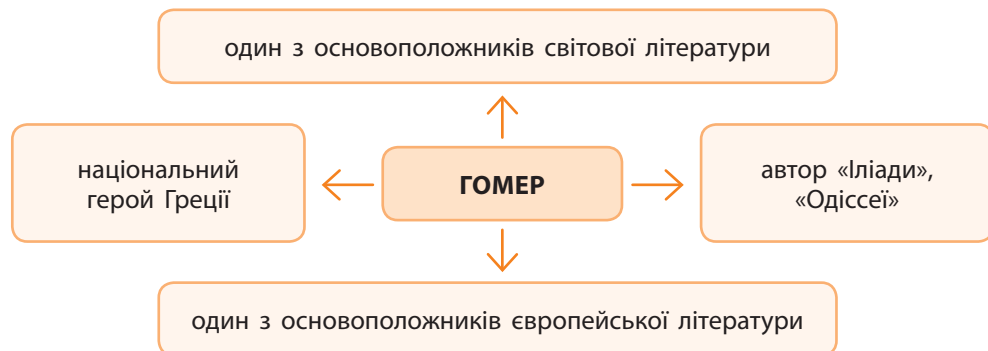 один з основоположників світової літератури
національний
герой Греції
ГОМЕР
автор «Іліади»,
«Одіссеї»
один з основоположників європейської літератури